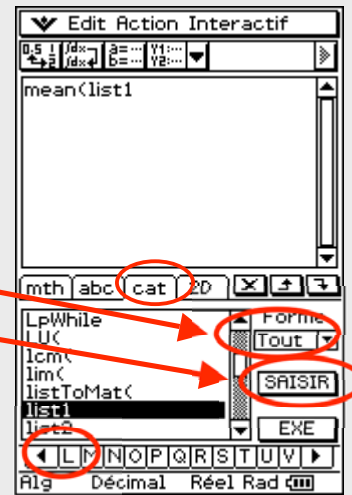 Edit Action Interactif
mean(list1
mth abc cat 2D
LpWhile
LU(
lcm(
lim(
listToMat(
list1
list2
Forme
Tout
SAISIR
EXE
L M N O P Q R S T U V
Alg Décimal Réel Rad